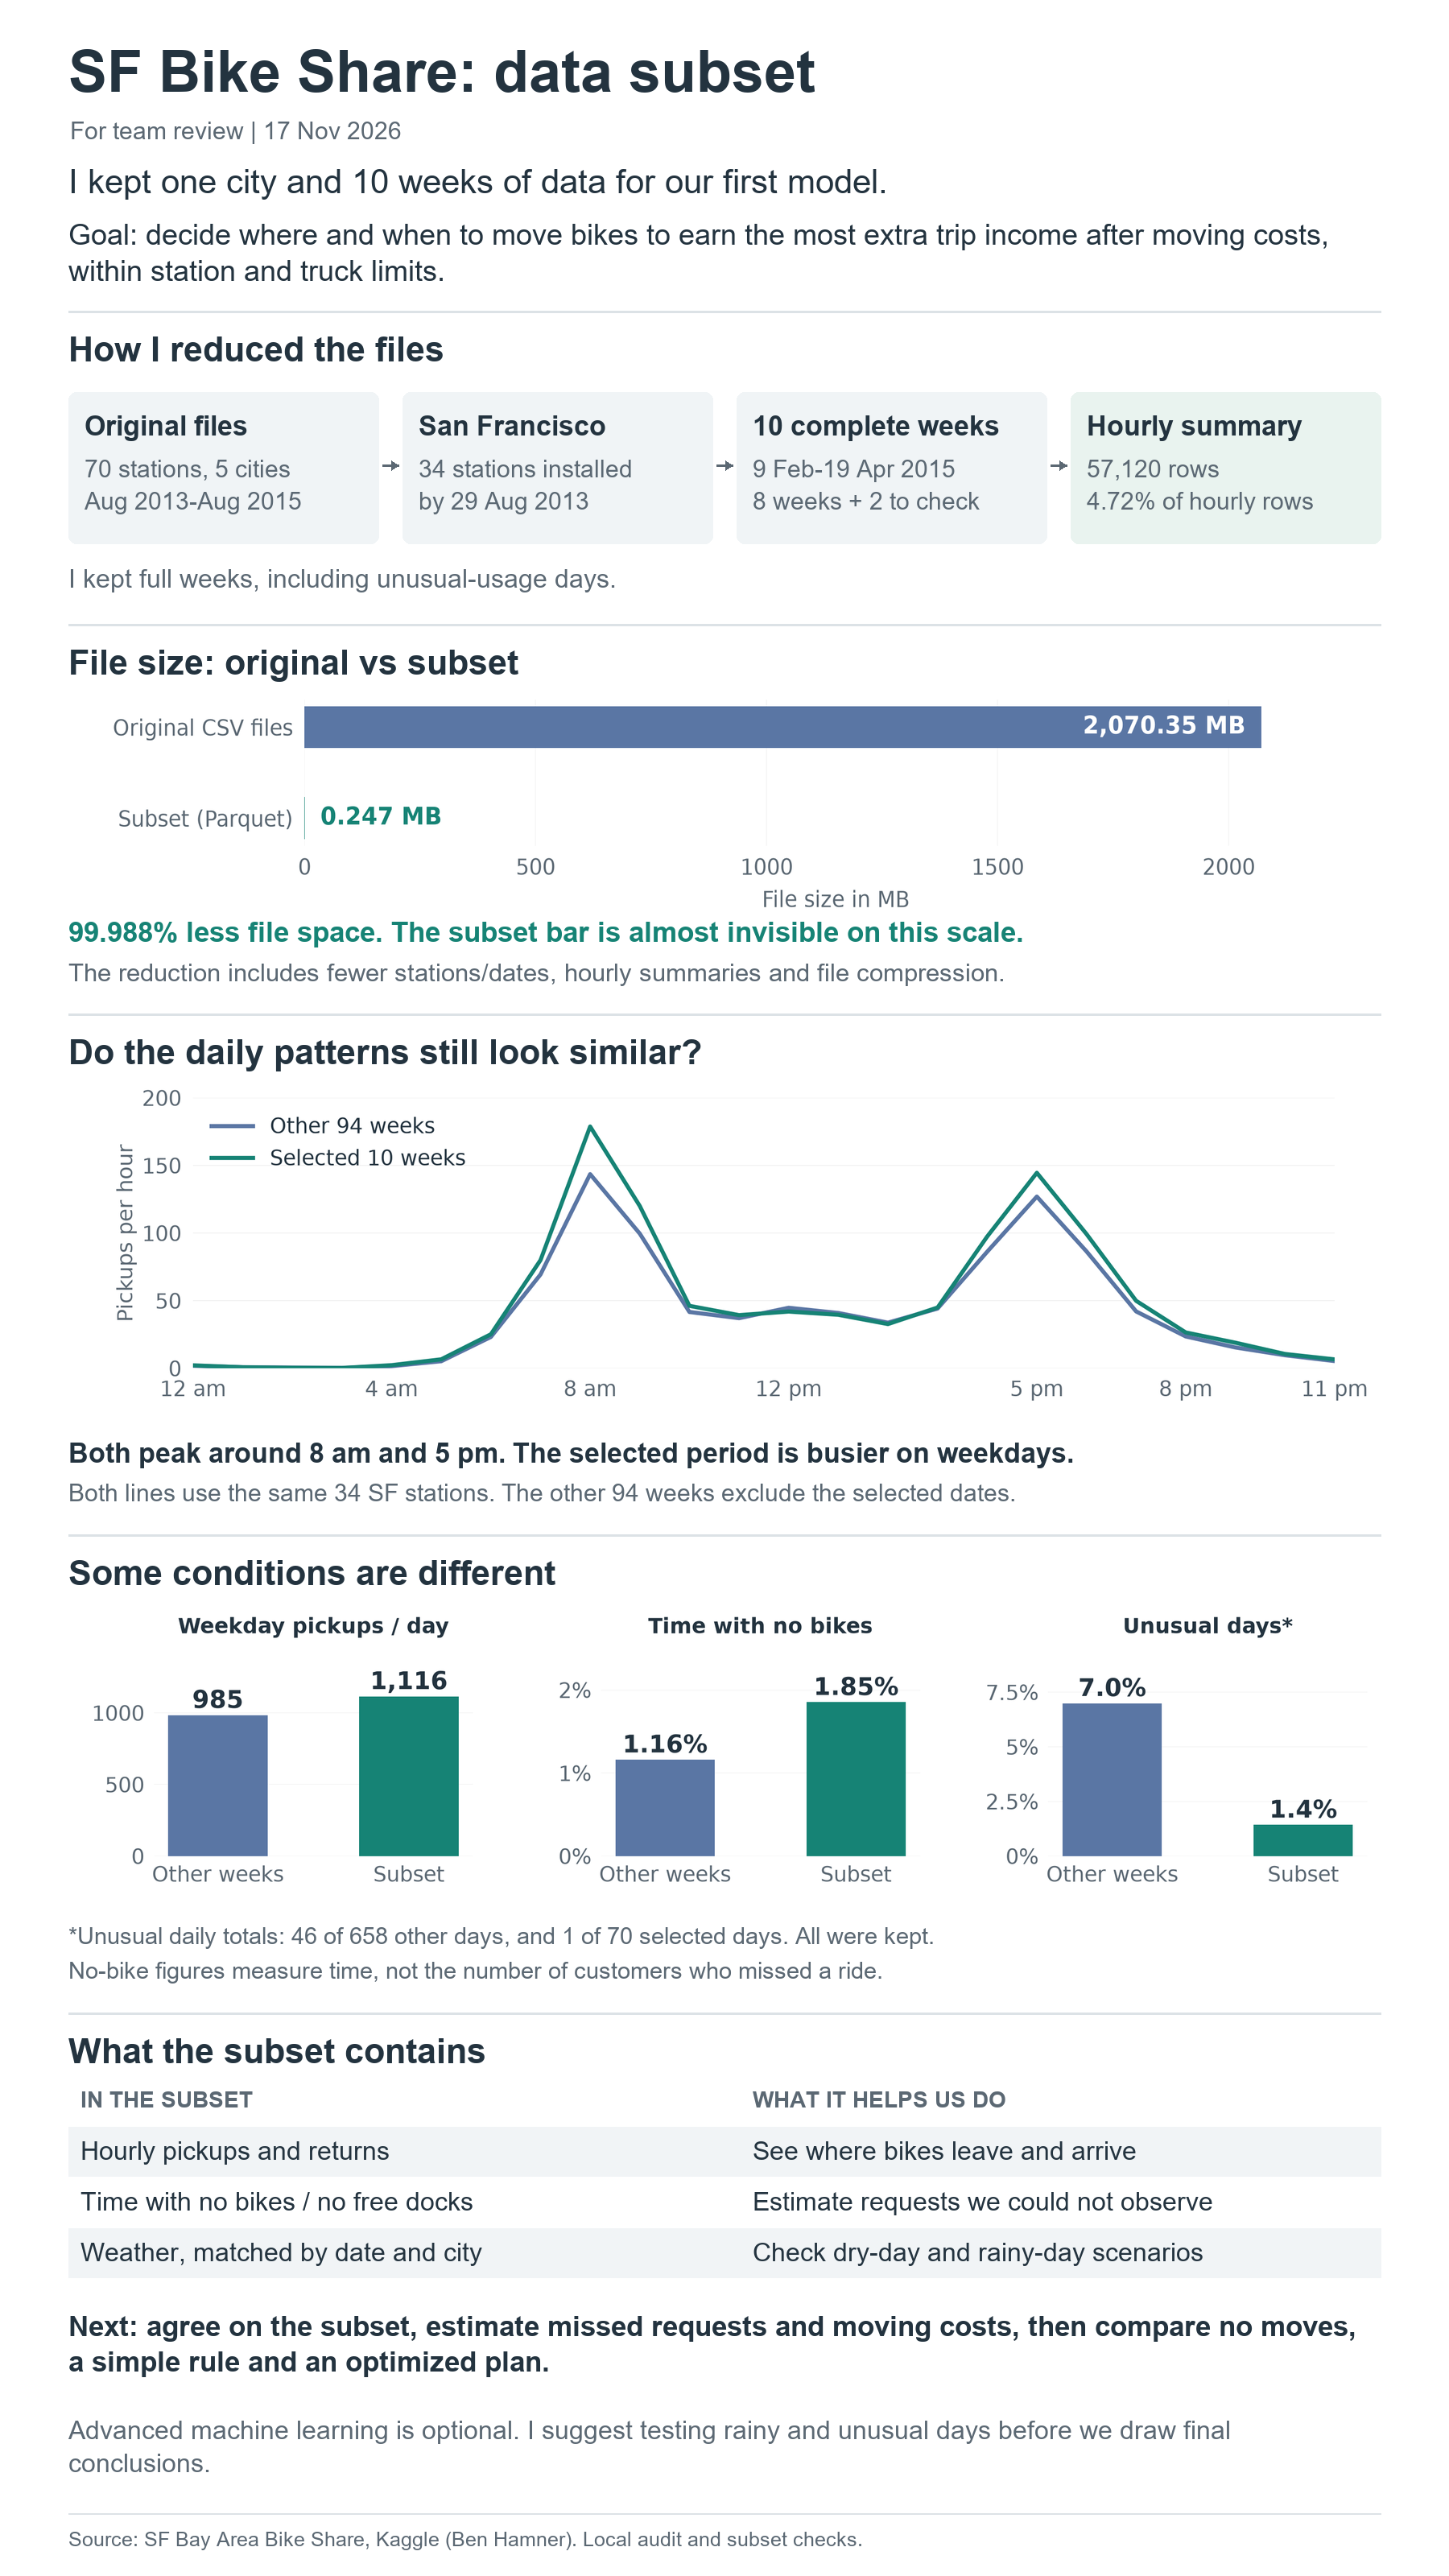 SF Bike Share: data subset
For team review | 17 Nov 2026
I kept one city and 10 weeks of data for our first model.
Goal: decide where and when to move bikes to earn the most extra trip income after moving costs,
within station and truck limits.
How I reduced the files
Original files
70 stations, 5 cities
Aug 2013-Aug 2015
San Francisco
34 stations installed
by 29 Aug 2013
10 complete weeks
9 Feb-19 Apr 2015
8 weeks + 2 to check
Hourly summary
57,120 rows
4.72% of hourly rows
I kept full weeks, including unusual-usage days.
File size: original vs subset
Original CSV files
2,070.35 MB
Subset (Parquet)
0.247 MB
0 500 1000 1500 2000
File size in MB
99.988% less file space. The subset bar is almost invisible on this scale.
The reduction includes fewer stations/dates, hourly summaries and file compression.
Do the daily patterns still look similar?
Pickups per hour
200
150
100
50
0
Other 94 weeks
Selected 10 weeks
12 am 4 am 8 am 12 pm 5 pm 8 pm 11 pm
Both peak around 8 am and 5 pm. The selected period is busier on weekdays.
Both lines use the same 34 SF stations. The other 94 weeks exclude the selected dates.
Some conditions are different
Weekday pickups / day
1000
500
0
985
1,116
Other weeks Subset
Time with no bikes
2%
1%
0%
1.16%
1.85%
Other weeks Subset
Unusual days*
7.5%
5%
2.5%
0%
7.0%
1.4%
Other weeks Subset
*Unusual daily totals: 46 of 658 other days, and 1 of 70 selected days. All were kept.
No-bike figures measure time, not the number of customers who missed a ride.
What the subset contains
IN THE SUBSET WHAT IT HELPS US DO
Hourly pickups and returns See where bikes leave and arrive
Time with no bikes / no free docks Estimate requests we could not observe
Weather, matched by date and city Check dry-day and rainy-day scenarios
Next: agree on the subset, estimate missed requests and moving costs, then compare no moves,
a simple rule and an optimized plan.
Advanced machine learning is optional. I suggest testing rainy and unusual days before we draw final
conclusions.
Source: SF Bay Area Bike Share, Kaggle (Ben Hamner). Local audit and subset checks.